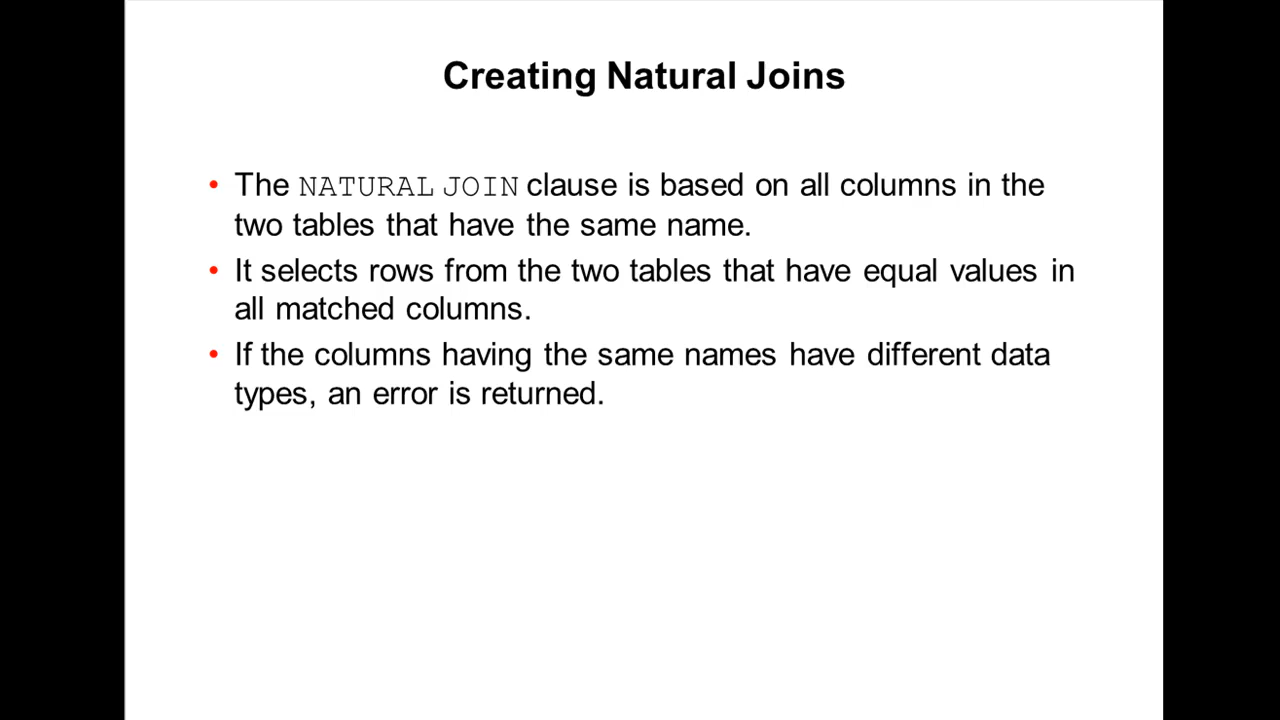 Creating Natural Joins
• The NATURAL JOIN clause is based on all columns in the
two tables that have the same name.
• It selects rows from the two tables that have equal values in
all matched columns.
• If the columns having the same names have different data
types, an error is returned.